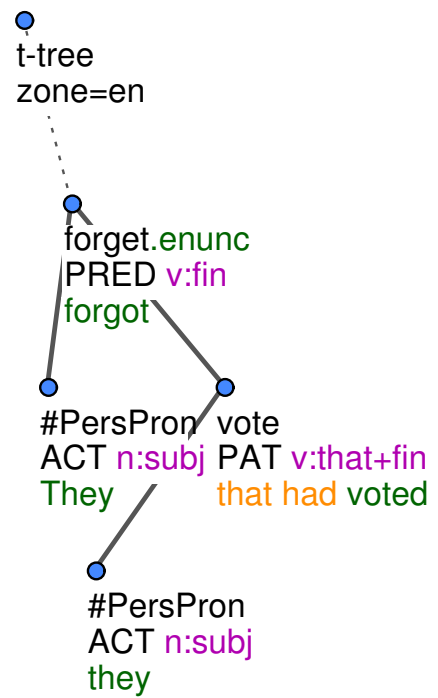 t-tree
zone=en
forget.enunc
PRED v:fin
forgot
#PersPron
ACT n:subj
They
vote
PAT v:that+fin
that had voted
#PersPron
ACT n:subj
they